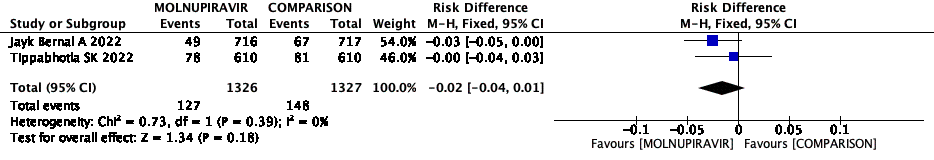 MOLNUPIRAVIR COMPARISON Risk Difference Risk Difference
Study or Subgroup Events Total Events Total Weight M-H, Fixed, 95% CI M-H, Fixed, 95% CI
Jayk Bernal A 2022 49 716 67 717 54.0% −0.03 [−0.05, 0.00]
Tippabhotla SK 2022 78 610 81 610 46.0% −0.00 [−0.04, 0.03]
Total (95% CI) 1326 1327 100.0% −0.02 [−0.04, 0.01]
Total events 127 148
Heterogeneity: Chi² = 0.73, df = 1 (P = 0.39); I² = 0%
Test for overall effect: Z = 1.34 (P = 0.18)
−0.1 −0.05 0 0.05 0.1
Favours [MOLNUPIRAVIR] Favours [COMPARISON]